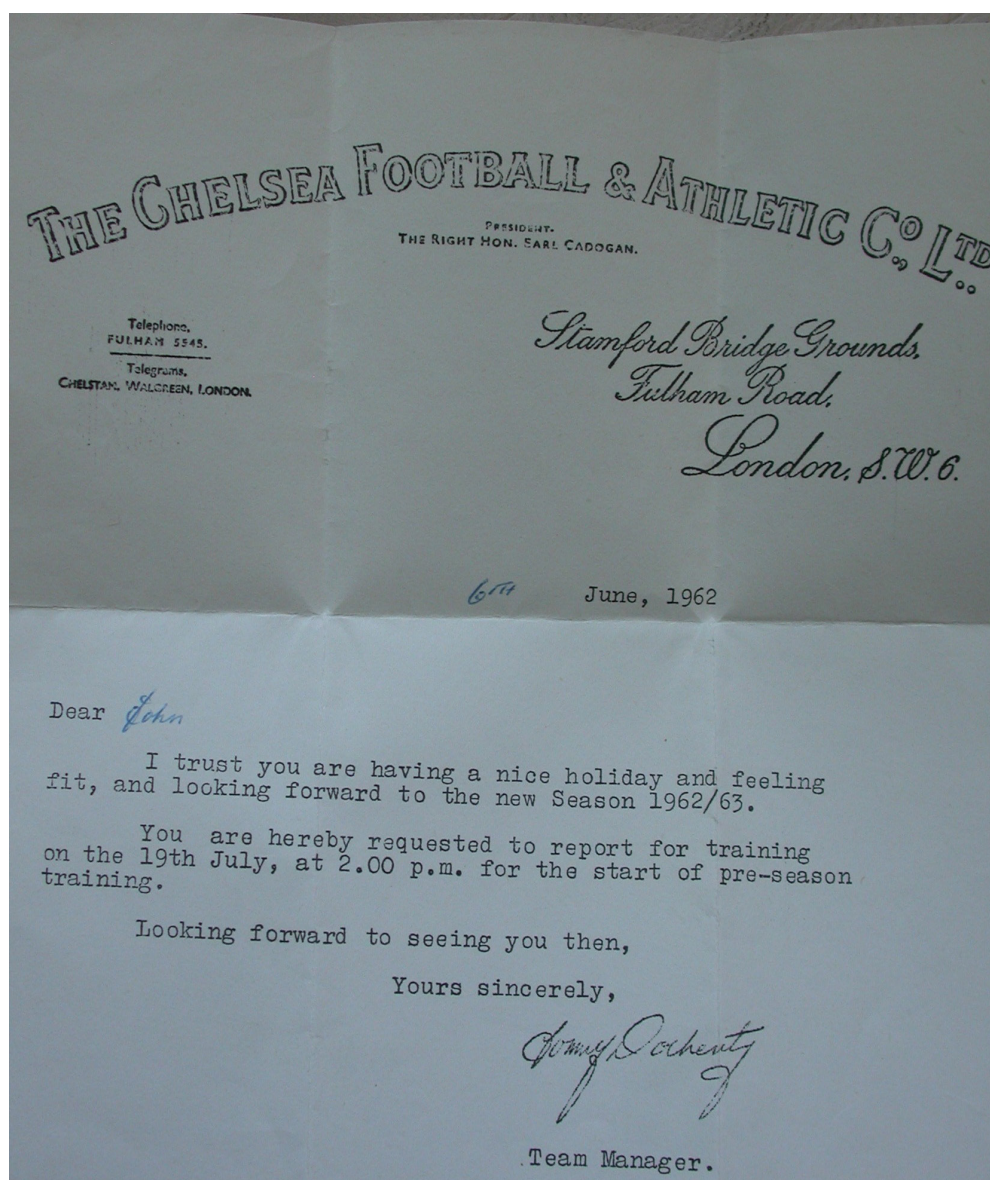 THE CHELSEA FOOTBALL & ATHLETIC CO., LTD..
PRESIDENT.
THE RIGHT HON. EARL CADOGAN.
Telephone,
FULHAM 5545.
Telegrams,
CHELSTAM, WALGREEN, LONDON.
Stamford Bridge Grounds,
Fulham Road,
London, S.W.6.
6TH June, 1962
Dear John
I trust you are having a nice holiday and feeling
fit, and looking forward to the new Season 1962/63.
You are hereby requested to report for training
on the 19th July, at 2.00 p.m. for the start of pre-season
training.
Looking forward to seeing you then,
Yours sincerely,
Tommy Docherty
Team Manager.